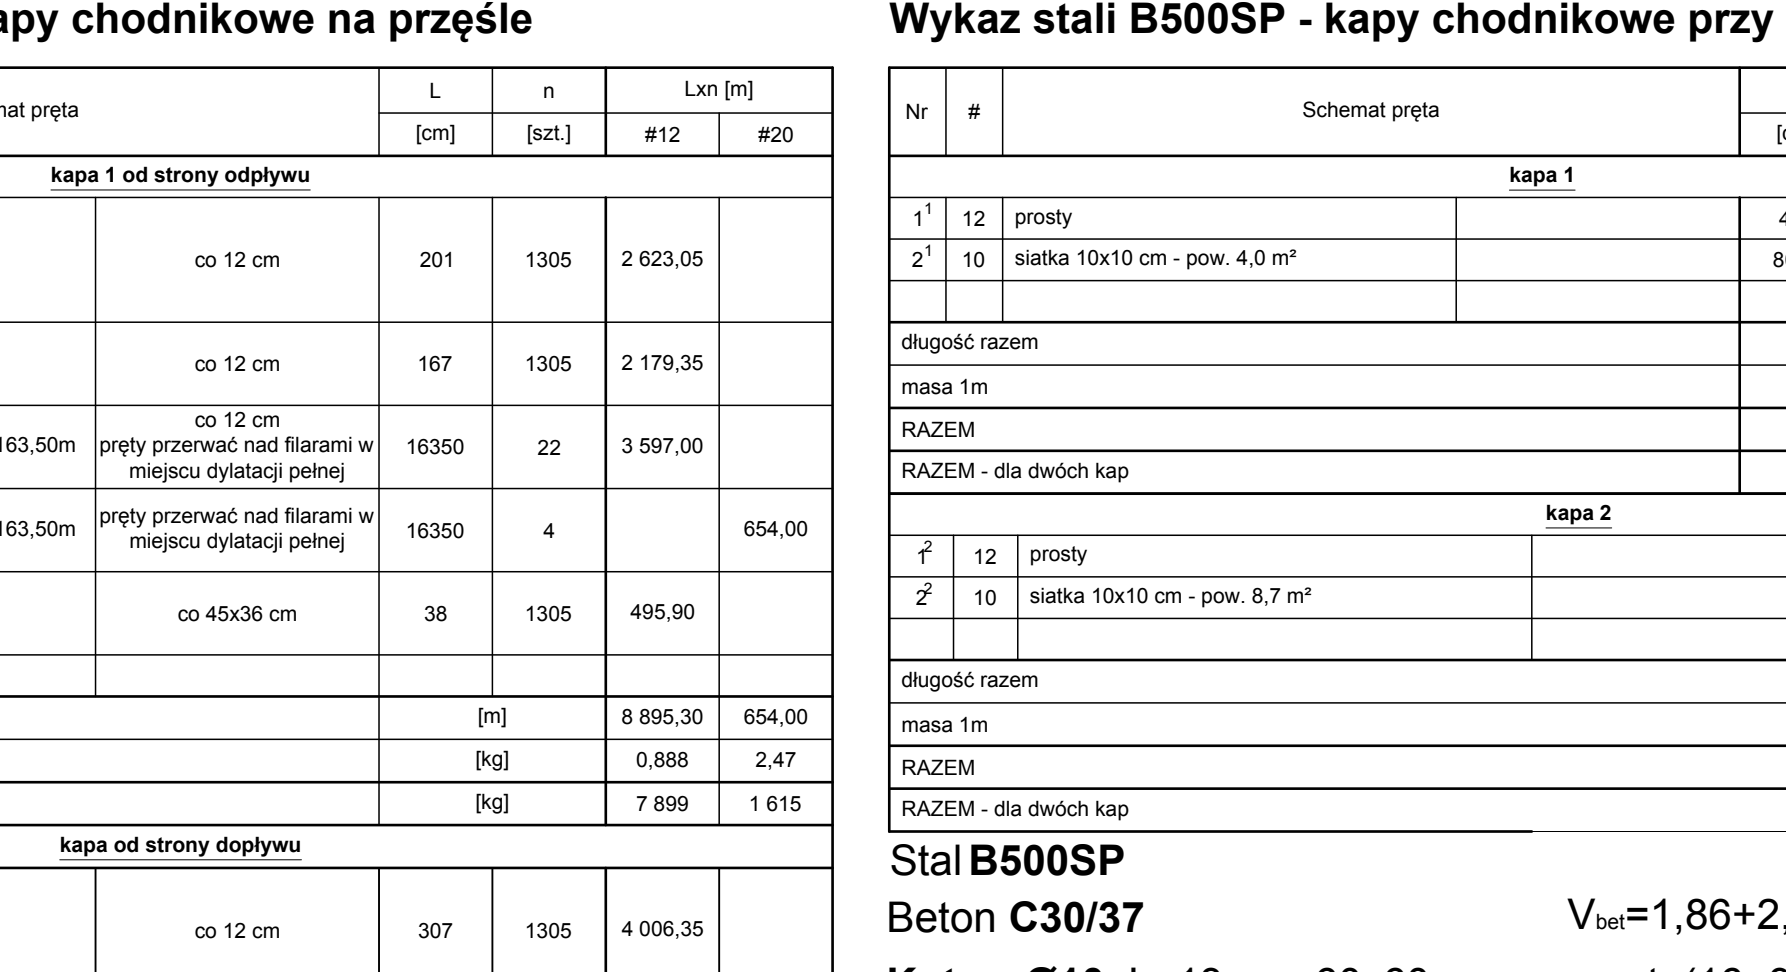 apy chodnikowe na przęśle
mat pręta
L
n
Lxn [m]
[cm]
[szt.]
#12
#20
kapa 1 od strony odpływu
co 12 cm
201
1305
2 623,05
co 12 cm
167
1305
2 179,35
163,50m
co 12 cm
pręty przerwać nad filarami w
miejscu dylatacji pełnej
16350
22
3 597,00
163,50m
pręty przerwać nad filarami w
miejscu dylatacji pełnej
16350
4
654,00
co 45x36 cm
38
1305
495,90
[m]
8 895,30
654,00
[kg]
0,888
2,47
[kg]
7 899
1 615
kapa od strony dopływu
co 12 cm
307
1305
4 006,35
Wykaz stali B500SP - kapy chodnikowe przy
Nr
#
Schemat pręta
kapa 1
1¹
12
prosty
4
2¹
10
siatka 10x10 cm - pow. 4,0 m²
długość razem
masa 1m
RAZEM
RAZEM - dla dwóch kap
kapa 2
1²
12
prosty
2²
10
siatka 10x10 cm - pow. 8,7 m²
długość razem
masa 1m
RAZEM
RAZEM - dla dwóch kap
Stal B500SP
Beton C30/37
Vbet=1,86+2,